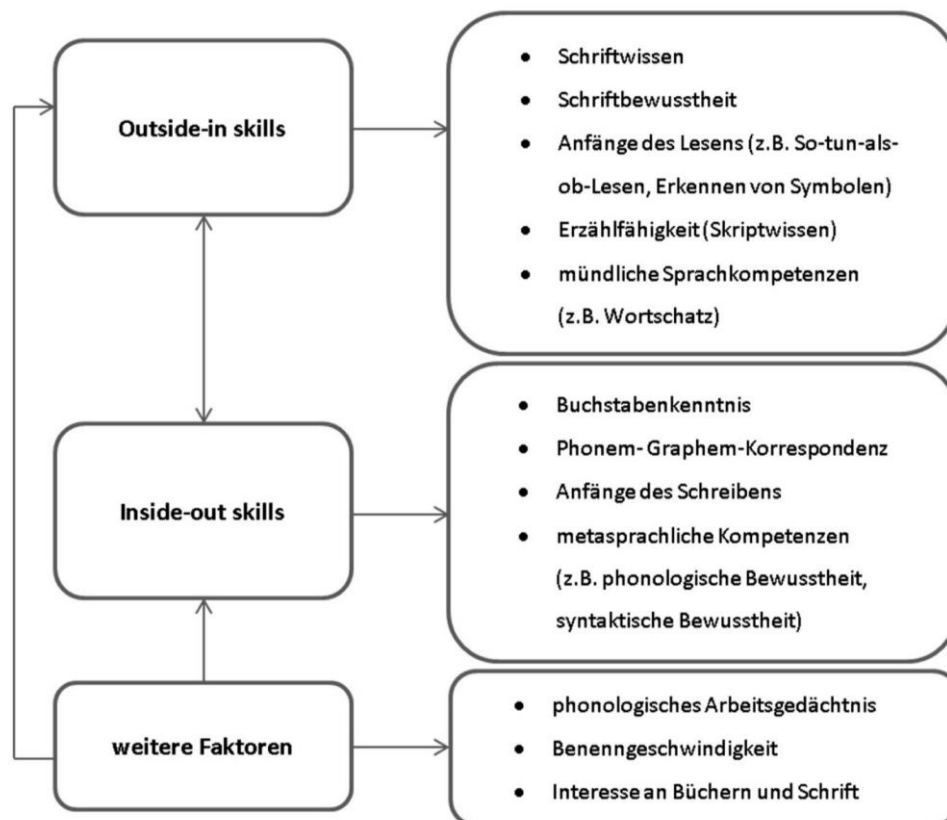 Outside-in skills
• Schriftwissen
• Schriftbewusstheit
• Anfänge des Lesens (z.B. So-tun-als-
ob-Lesen, Erkennen von Symbolen)
• Erzählfähigkeit (Skriptwissen)
• mündliche Sprachkompetenzen
(z.B. Wortschatz)
Inside-out skills
• Buchstabenkenntnis
• Phonem- Graphem-Korrespondenz
• Anfänge des Schreibens
• metasprachliche Kompetenzen
(z.B. phonologische Bewusstheit,
syntaktische Bewusstheit)
weitere Faktoren
• phonologisches Arbeitsgedächtnis
• Benenngeschwindigkeit
• Interesse an Büchern und Schrift